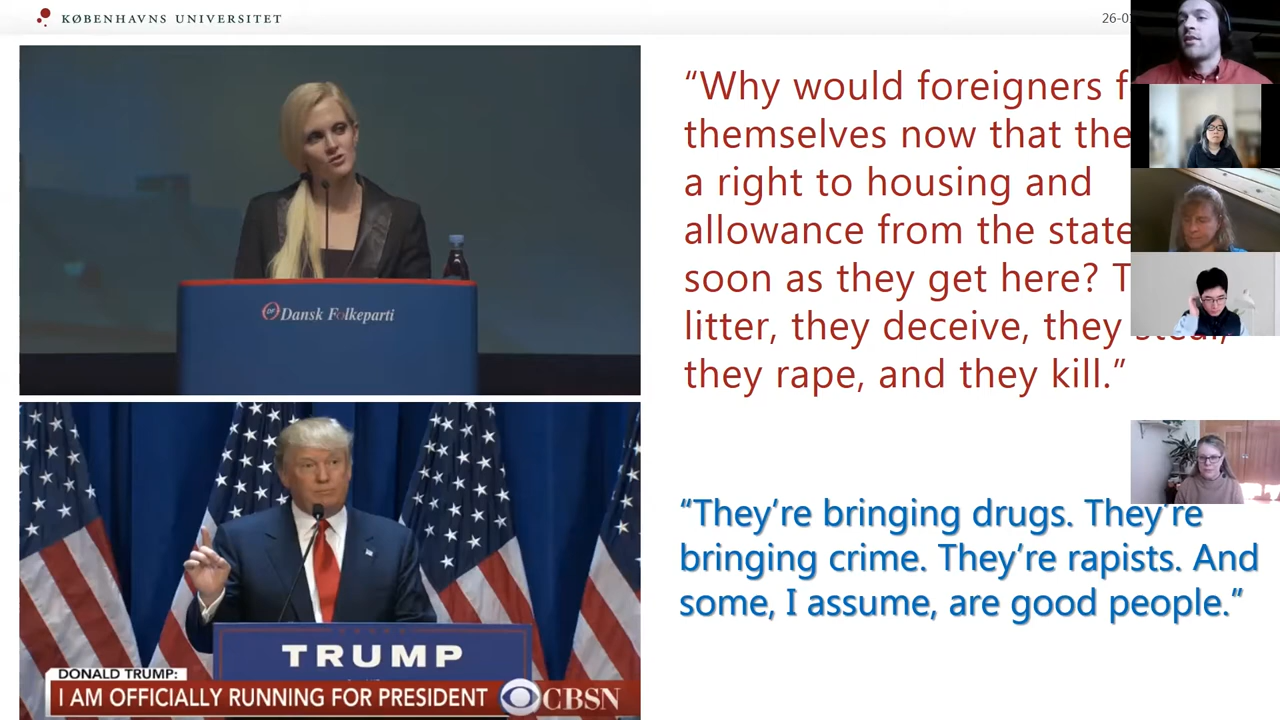 KØBENHAVNS UNIVERSITET
“Why would foreigners
themselves now that
a right to housing and
allowance from the state
soon as they get here?
litter, they deceive, they
they rape, and they kill.”
Dansk Folkeparti
“They’re bringing drugs. They’re
bringing crime. They’re rapists. And
some, I assume, are good people.”
TRUMP
DONALD TRUMP:
I AM OFFICIALLY RUNNING FOR PRESIDENT
CBSN